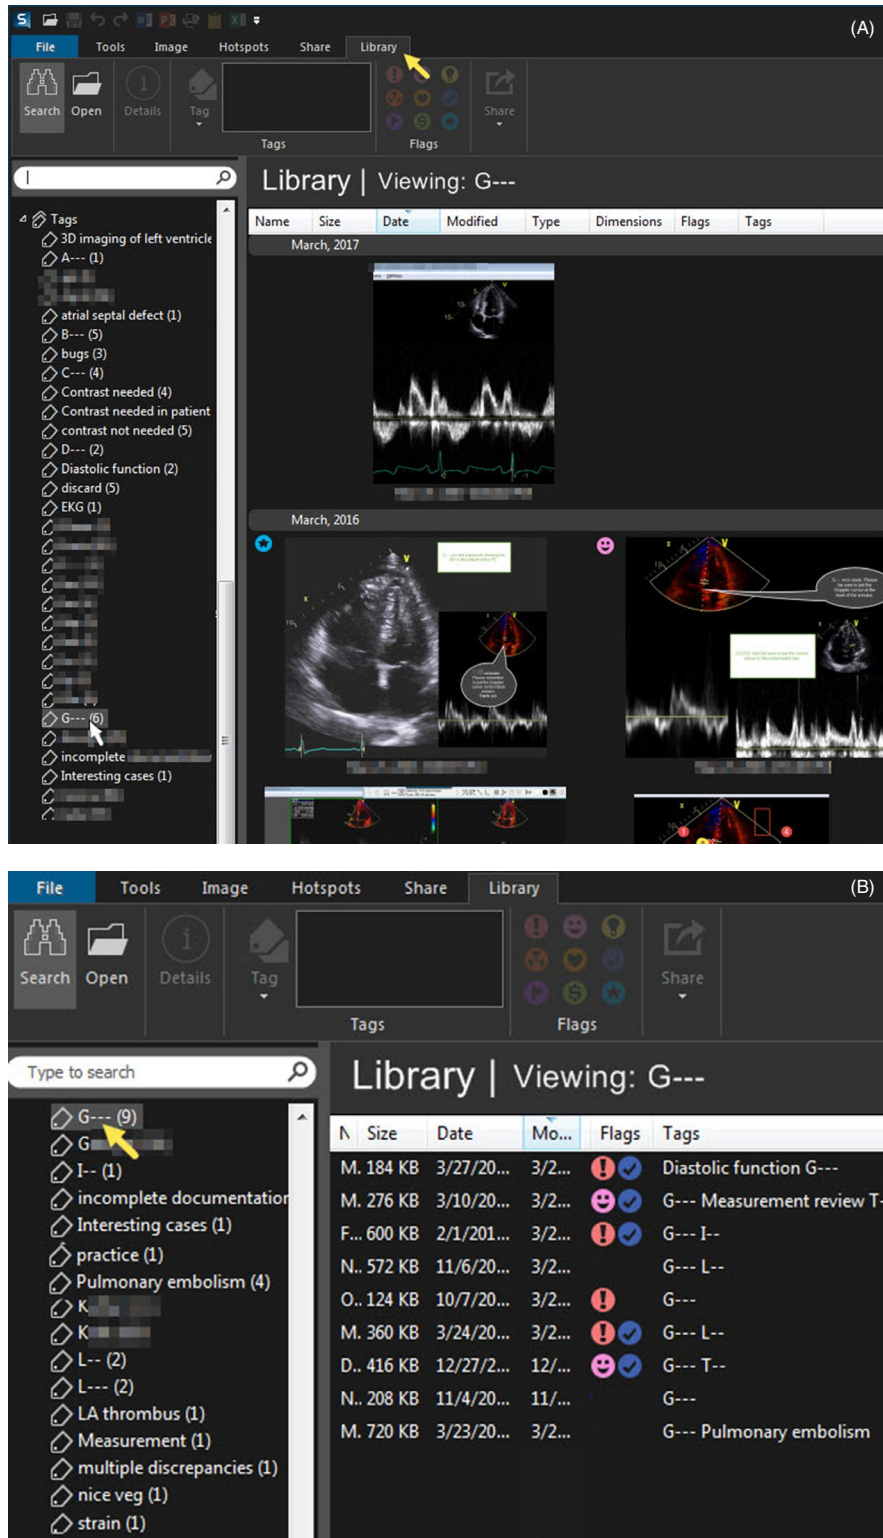 (A)
File Tools Image Hotspots Share Library
Search Open Details Tag Share
Tags Flags
Library | Viewing: G---
Name Size Date Modified Type Dimensions Flags Tags
March, 2017
Tags
3D imaging of left ventricle
A--- (1)
atrial septal defect (1)
B--- (5)
bugs (3)
C--- (4)
Contrast needed (4)
Contrast needed in patient
contrast not needed (5)
D--- (2)
Diastolic function (2)
discard (5)
EKG (1)
March, 2016
G--- (6)
incomplete
Interesting cases (1)
(B)
File Tools Image Hotspots Share Library
Search Open Details Tag Share
Tags Flags
Type to search
Library | Viewing: G---
G--- (9)
G
I-- (1)
incomplete documentation
Interesting cases (1)
practice (1)
Pulmonary embolism (4)
K
K
L-- (2)
L--- (2)
LA thrombus (1)
Measurement (1)
multiple discrepancies (1)
nice veg (1)
strain (1)
N Size Date Mo... Flags Tags
M. 184 KB 3/27/20... 3/2... Diastolic function G---
M. 276 KB 3/10/20... 3/2... G--- Measurement review T-
F... 600 KB 2/1/201... 3/2... G--- I--
N.. 572 KB 11/6/20... 3/2... G--- L--
O.. 124 KB 10/7/20... 3/2... G---
M. 360 KB 3/24/20... 3/2... G--- L--
D.. 416 KB 12/27/2... 12/... G--- T--
N.. 208 KB 11/4/20... 11/... G---
M. 720 KB 3/23/20... 3/2... G--- Pulmonary embolism